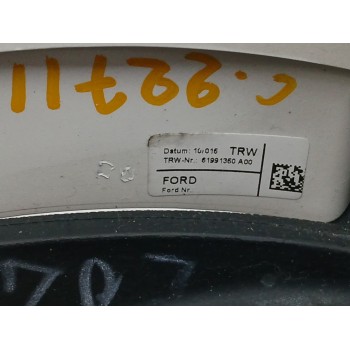 C.22711
Datum: 10/016 TRW
TRW-Nr.: 61991360 A00
FORD
Ford Nr.